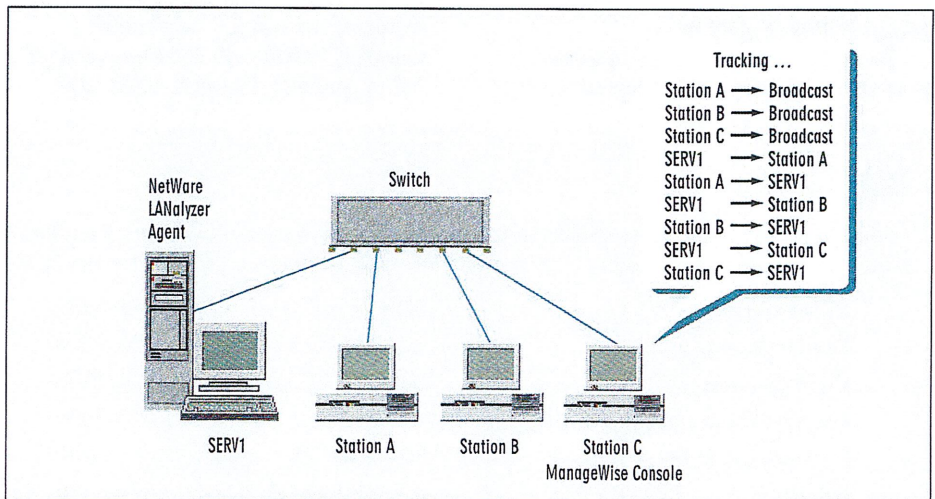 Tracking ...
Station A → Broadcast
Station B → Broadcast
Station C → Broadcast
SERV1 → Station A
Station A → SERV1
SERV1 → Station B
Station B → SERV1
SERV1 → Station C
Station C → SERV1
NetWare
LANalyzer
Agent
Switch
SERV1
Station A
Station B
Station C
ManageWise Console